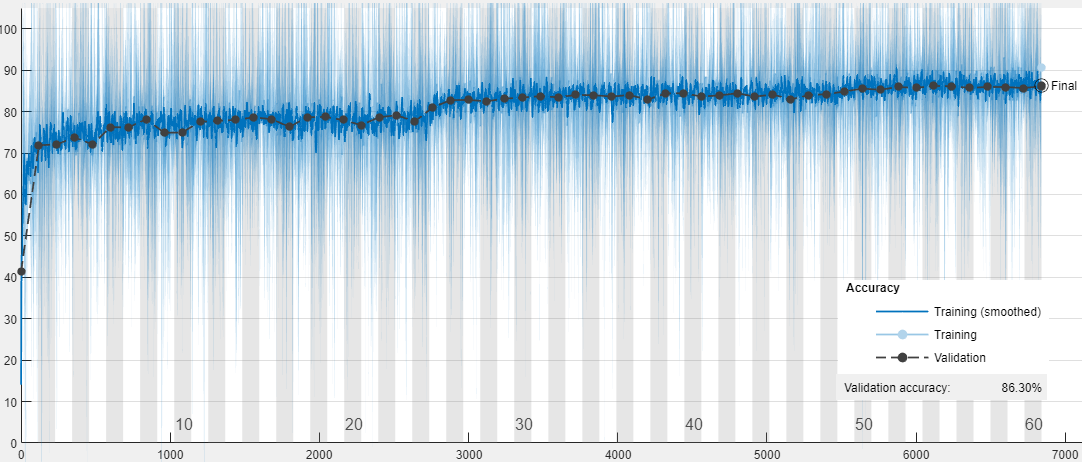 100
90
80
70
60
50
40
30
20
10
0
Final
Accuracy
Training (smoothed)
Training
Validation
Validation accuracy: 86.30%
10 20 30 40 50 60
0 1000 2000 3000 4000 5000 6000 7000